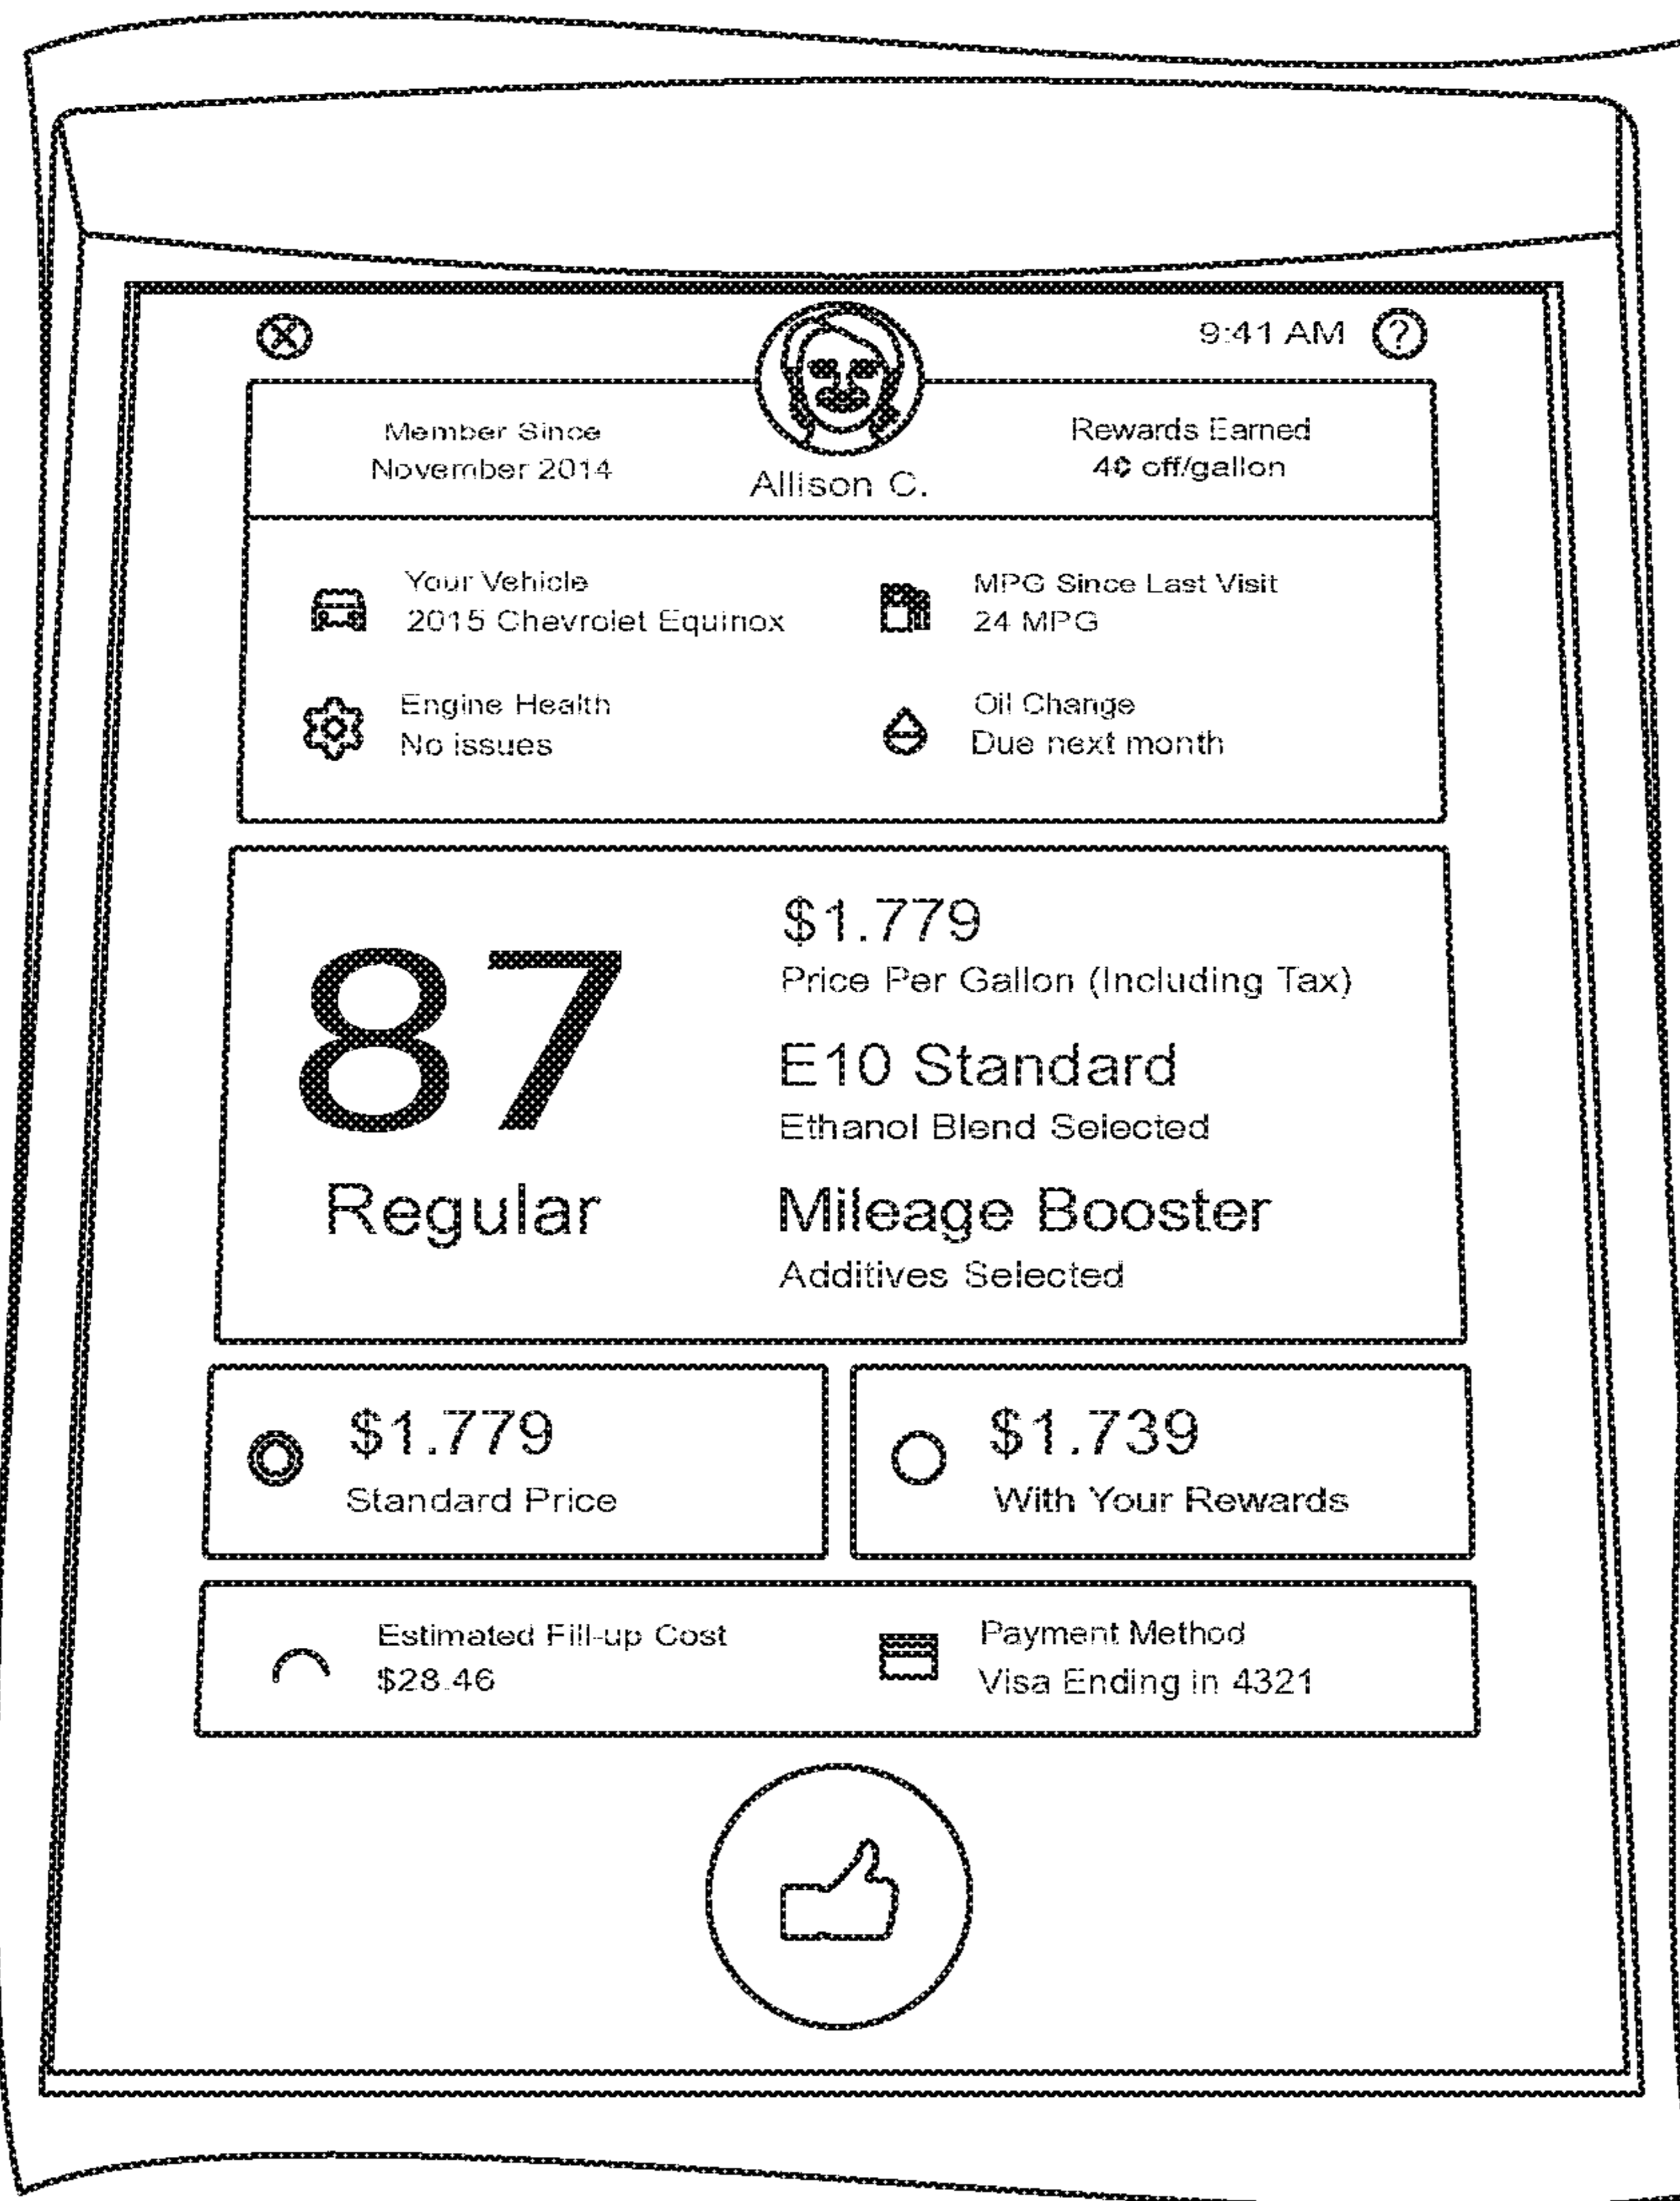 9:41 AM ?
Member Since
November 2014
Allison C.
Rewards Earned
4¢ off/gallon
Your Vehicle
2015 Chevrolet Equinox
MPG Since Last Visit
24 MPG
Engine Health
No issues
Oil Change
Due next month
87
Regular
$1.779
Price Per Gallon (Including Tax)
E10 Standard
Ethanol Blend Selected
Mileage Booster
Additives Selected
$1.779
Standard Price
$1.739
With Your Rewards
Estimated Fill-up Cost
$28.46
Payment Method
Visa Ending in 4321